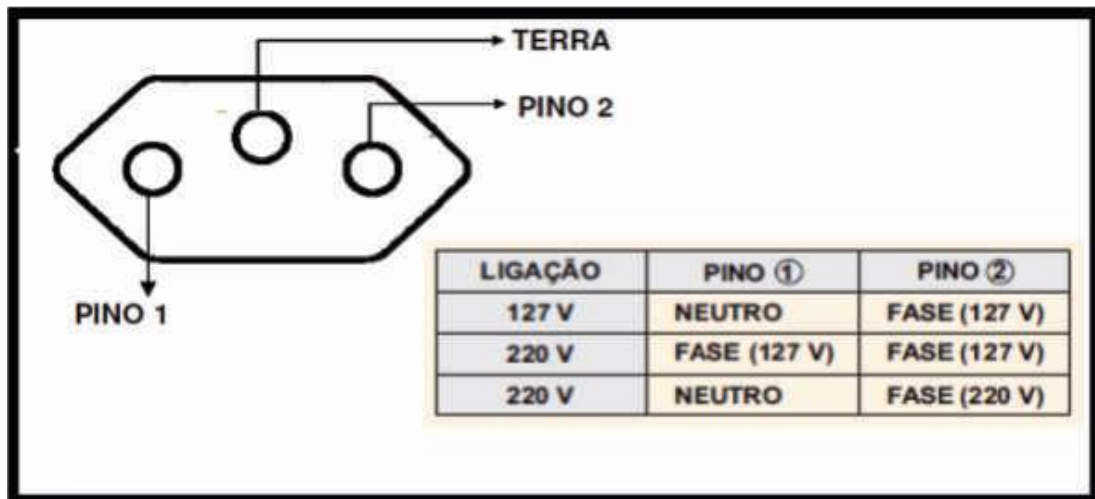 TERRA
PINO 2
PINO 1
LIGAÇÃO PINO ① PINO ②
127 V NEUTRO FASE (127 V)
220 V FASE (127 V) FASE (127 V)
220 V NEUTRO FASE (220 V)